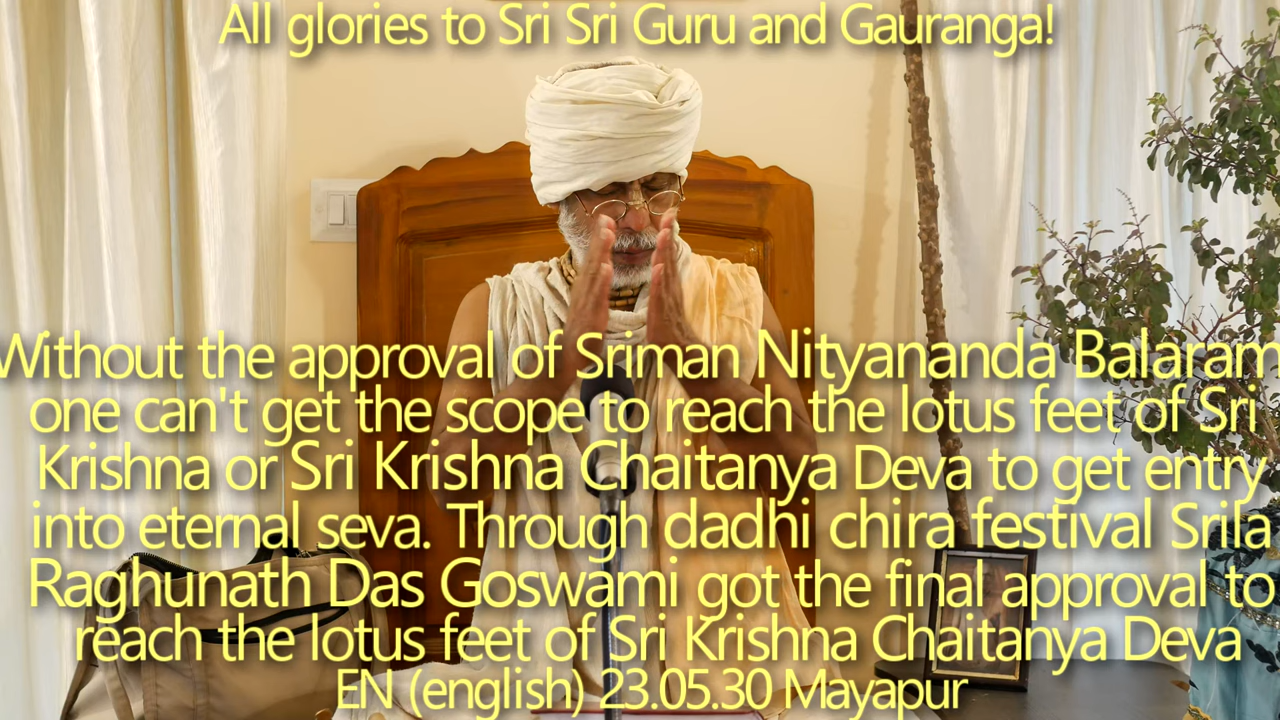 All glories to Sri Sri Guru and Gauranga!
Without the approval of Sriman Nityananda Balaram
one can't get the scope to reach the lotus feet of Sri
Krishna or Sri Krishna Chaitanya Deva to get entry
into eternal seva. Through dadhi chira festival Srila
Raghunath Das Goswami got the final approval to
reach the lotus feet of Sri Krishna Chaitanya Deva
EN (english) 23.05.30 Mayapur